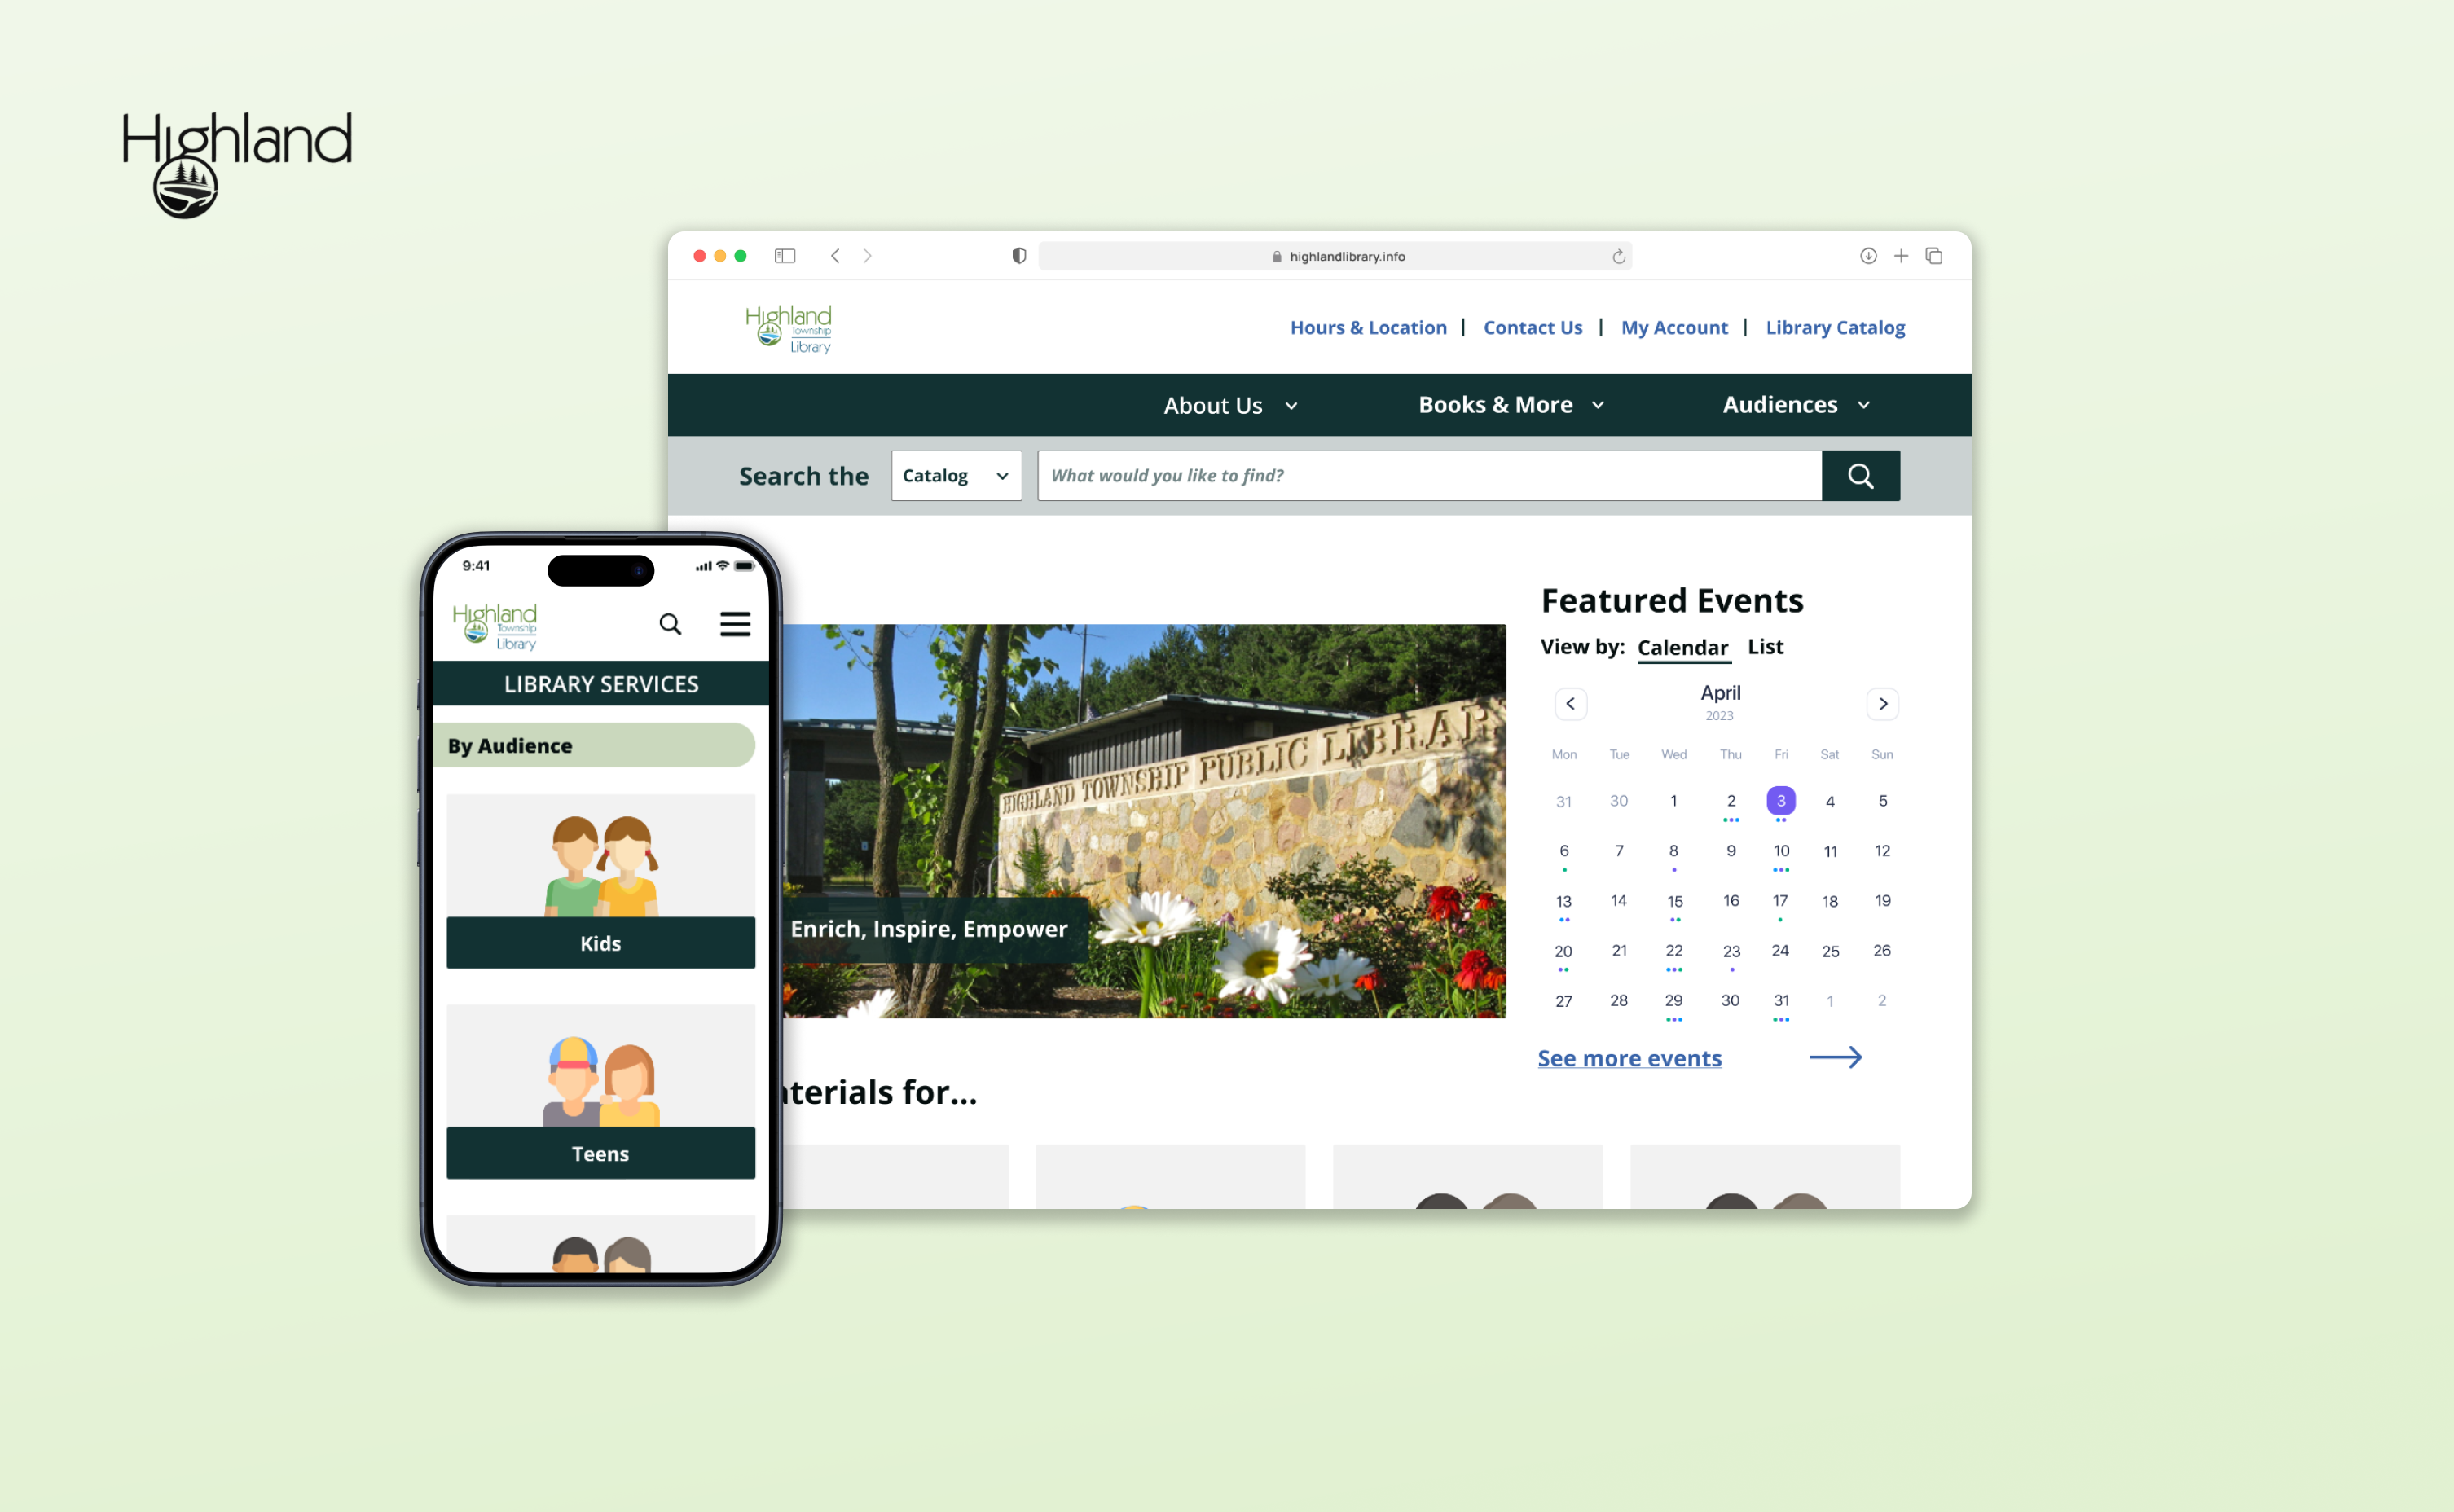 Highland
highlandlibrary.info
Highland
Township
Library
Hours & Location | Contact Us | My Account | Library Catalog
About Us
Books & More
Audiences
Search the
Catalog
What would you like to find?
HIGHLAND TOWNSHIP PUBLIC LIBRAR
Enrich, Inspire, Empower
Featured Events
View by: Calendar List
April
2023
Mon Tue Wed Thu Fri Sat Sun
31 30 1 2 3 4 5
6 7 8 9 10 11 12
13 14 15 16 17 18 19
20 21 22 23 24 25 26
27 28 29 30 31 1 2
See more events
terials for...
9:41
Highland
Township
Library
LIBRARY SERVICES
By Audience
Kids
Teens